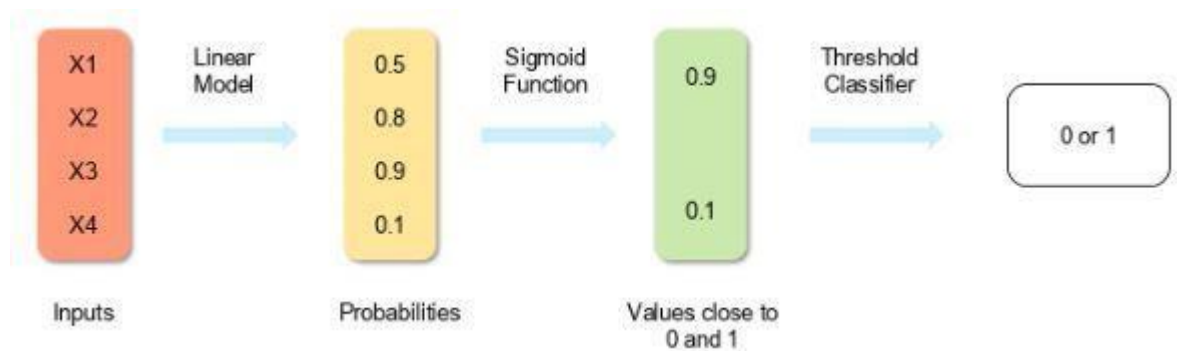 X1
X2
X3
X4
Inputs
Linear
Model
0.5
0.8
0.9
0.1
Probabilities
Sigmoid
Function
0.9
0.1
Values close to
0 and 1
Threshold
Classifier
0 or 1